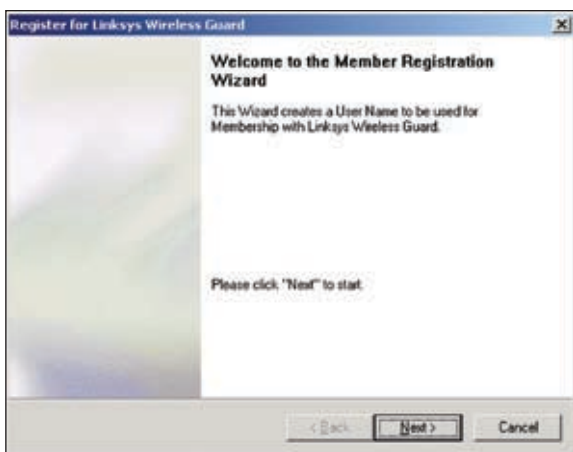 Register for Linksys Wireless Guard
Welcome to the Member Registration
Wizard
This Wizard creates a User Name to be used for
Membership with Linksys Wireless Guard.
Please click "Next" to start.
< Back
Next >
Cancel